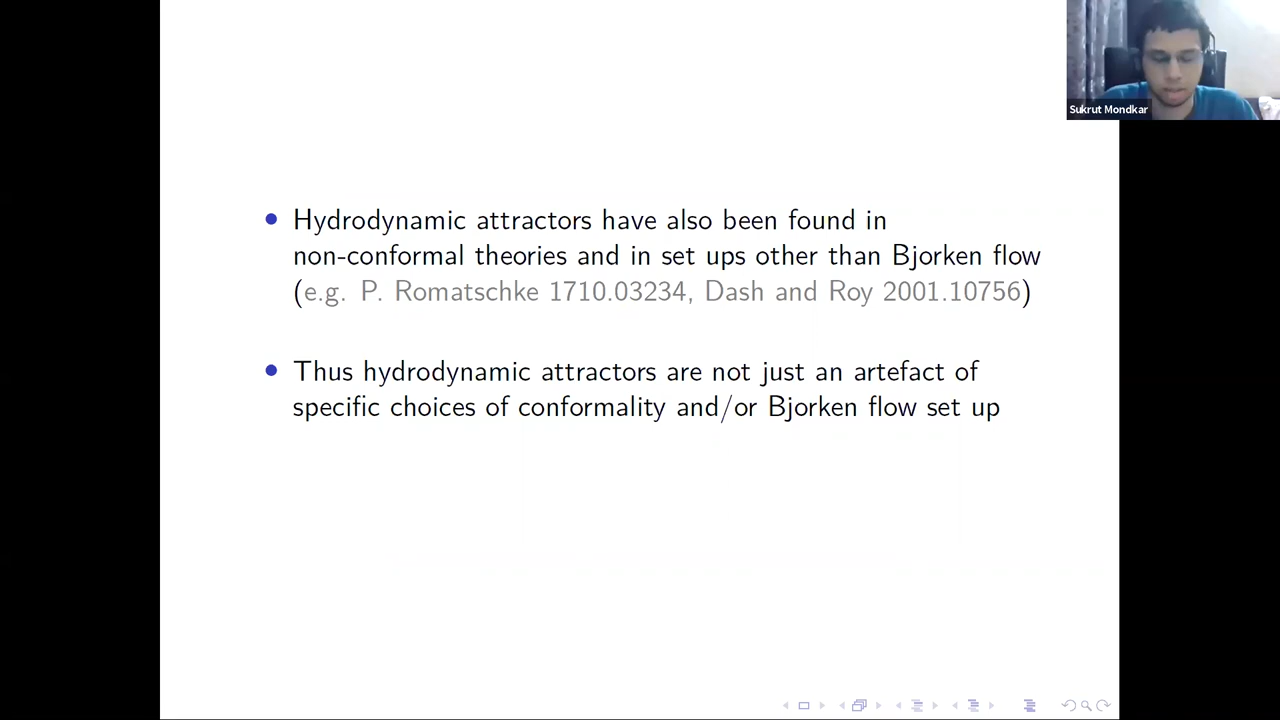 Sukrut Mondkar
• Hydrodynamic attractors have also been found in
non-conformal theories and in set ups other than Bjorken flow
(e.g. P. Romatschke 1710.03234, Dash and Roy 2001.10756)
• Thus hydrodynamic attractors are not just an artefact of
specific choices of conformality and/or Bjorken flow set up